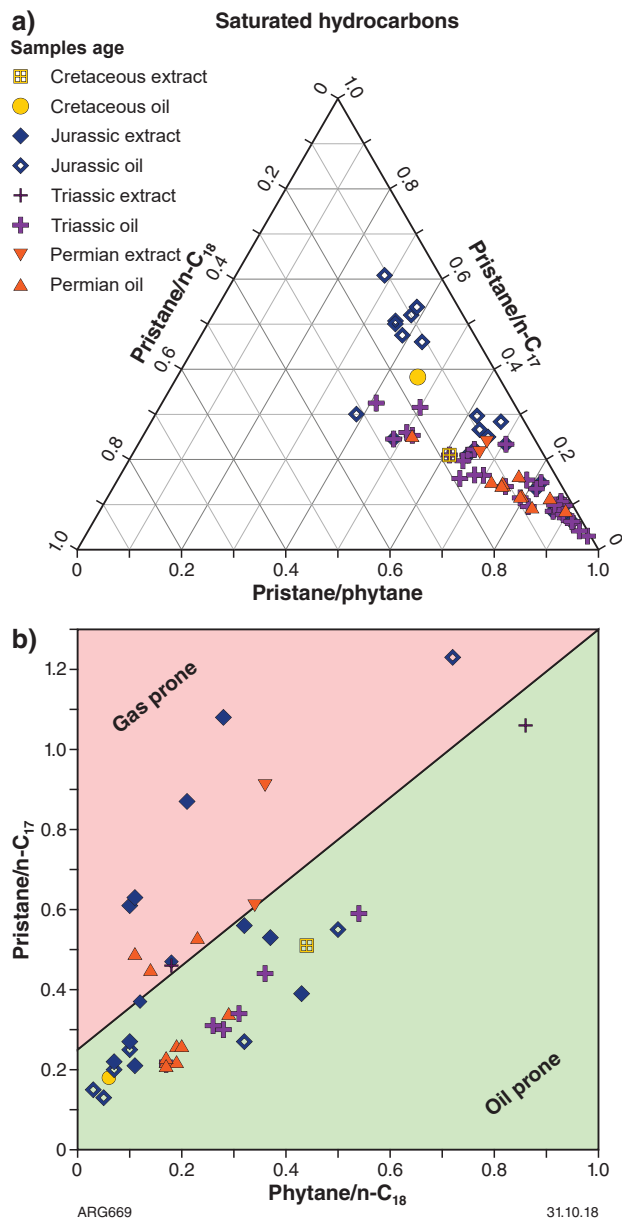 a)
Saturated hydrocarbons
Samples age
Cretaceous extract
Cretaceous oil
Jurassic extract
Jurassic oil
Triassic extract
Triassic oil
Permian extract
Permian oil
0
1.0
0.2
0.8
0.4
0.6
0.6
0.4
0.8
0.2
1.0
0
Pristane/n-C18
Pristane/n-C17
0
0.2
0.4
0.6
0.8
1.0
Pristane/phytane
b)
Gas prone
Oil prone
1.2
1.0
0.8
0.6
0.4
0.2
0
Pristane/n-C17
0.2
0.4
0.6
0.8
1.0
Phytane/n-C18
ARG669
31.10.18